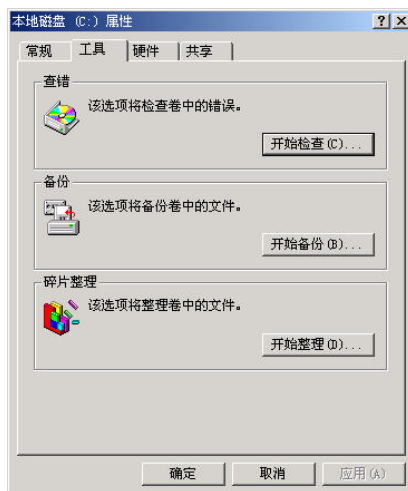 本地磁盘 (C:) 属性
常规 工具 硬件 共享
查错
该选项将检查卷中的错误。
开始检查(C)...
备份
该选项将备份卷中的文件。
开始备份(B)...
碎片整理
该选项将整理卷中的文件。
开始整理(D)...
确定 取消 应用(A)